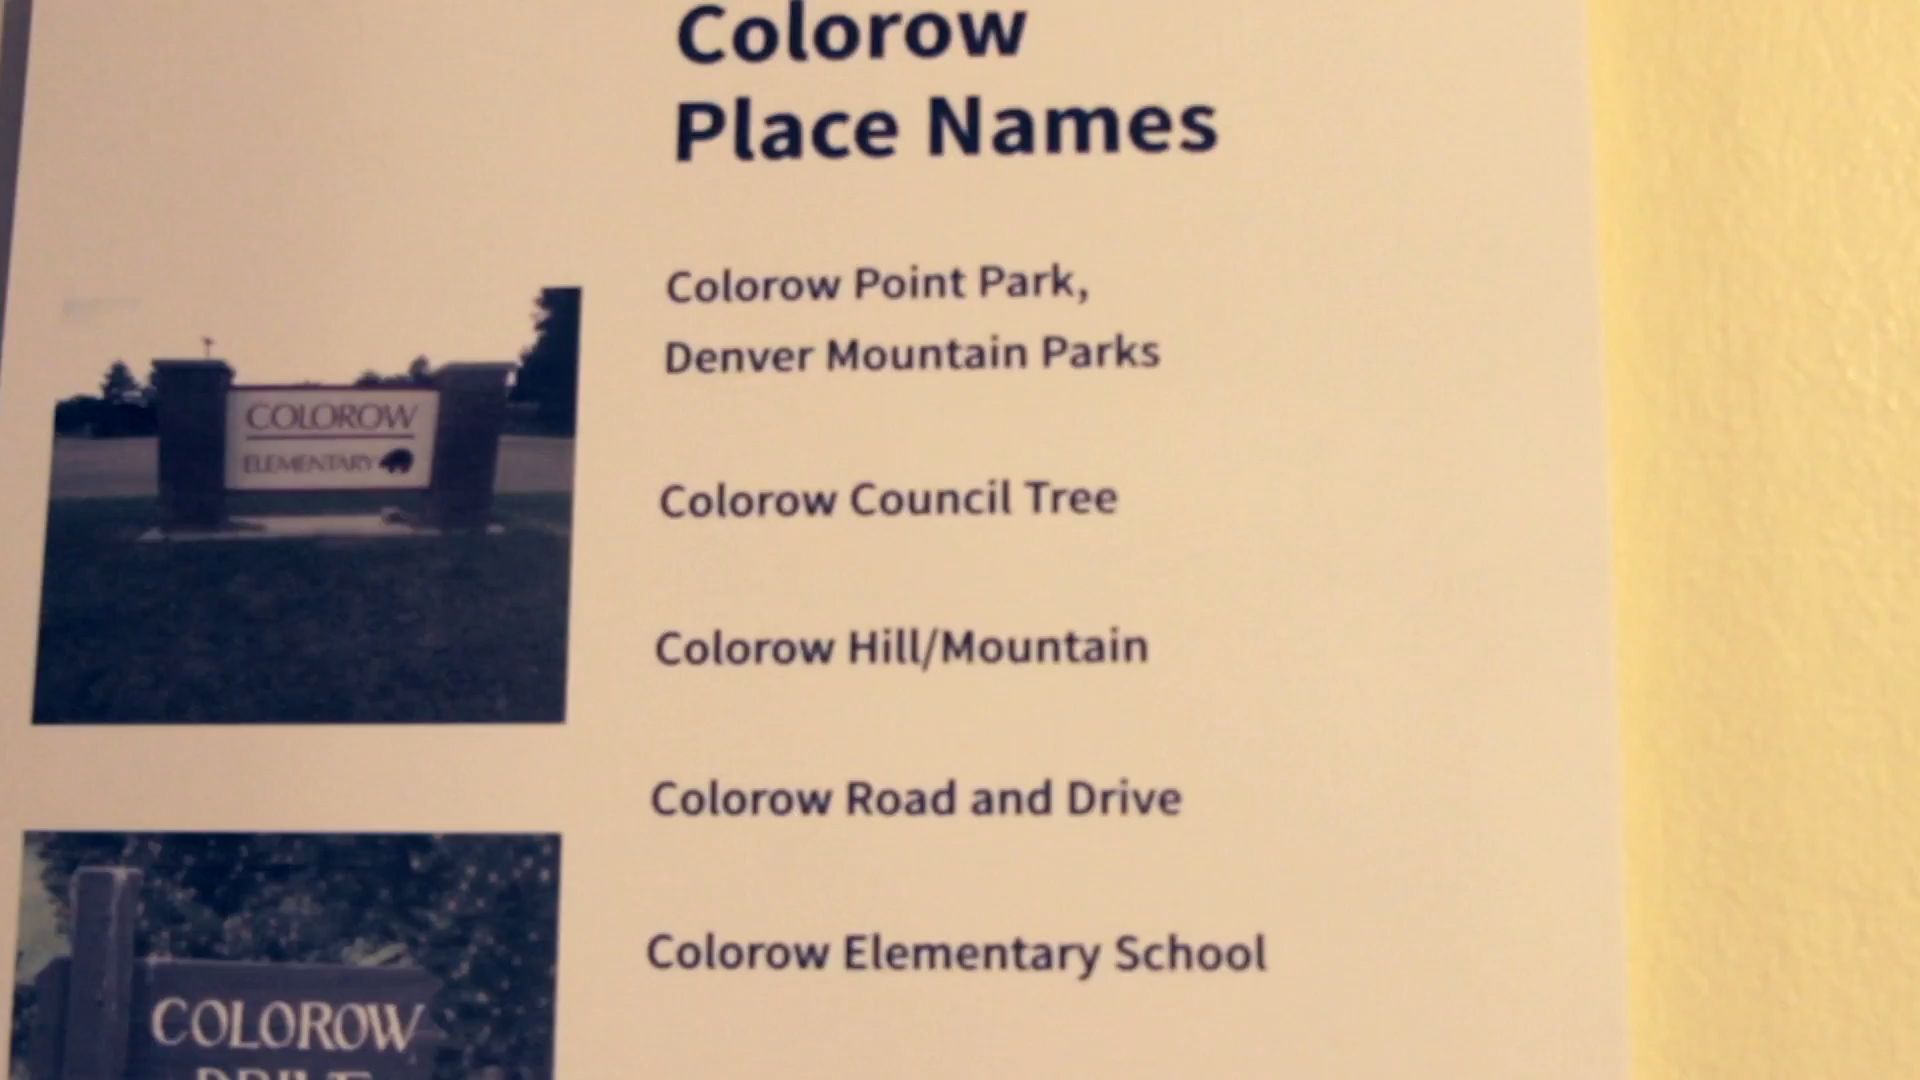 Colorow
Place Names
Colorow Point Park,
Denver Mountain Parks
COLOROW
ELEMENTARY
Colorow Council Tree
Colorow Hill/Mountain
Colorow Road and Drive
Colorow Elementary School
COLOROW
DRIVE